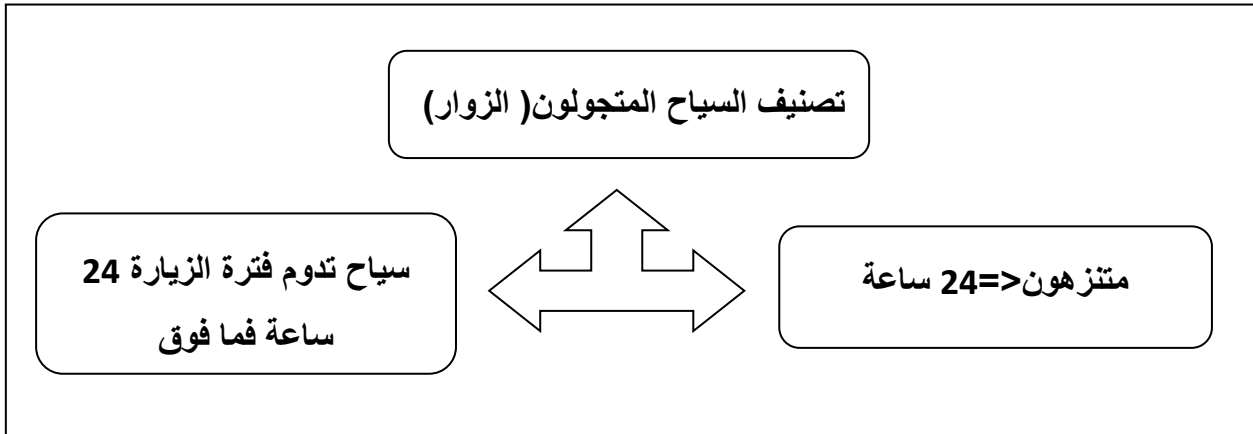 تصنيف السياح المتجولون( الزوار)
متنزهون<=24 ساعة
سياح تدوم فترة الزيارة 24
ساعة فما فوق